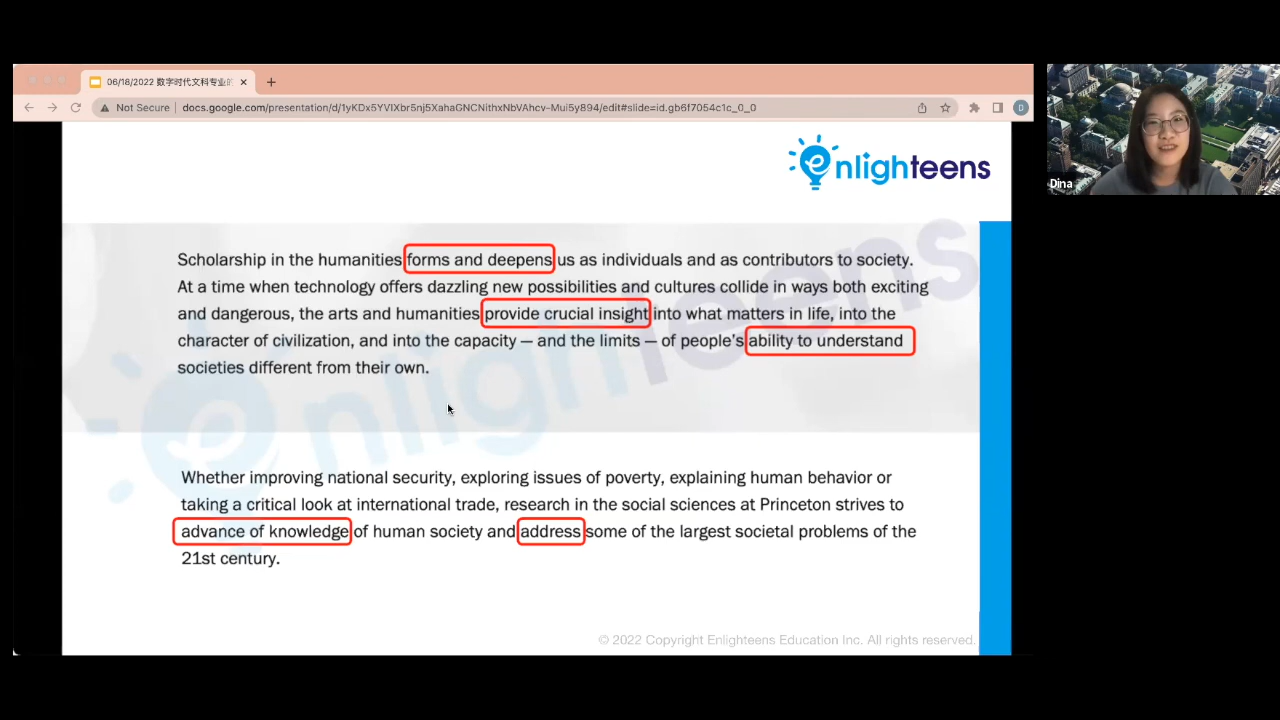 06/18/2022 数字时代文科专业的
Not Secure
docs.google.com/presentation/d/1yKDx5YVIXbr5nj5XahaGNCNithxNbVAhcv-Mui5y894/edit#slide=id.gb6f7054c1c_0_0
D
enlighteens
Dina
Scholarship in the humanities forms and deepens us as individuals and as contributors to society.
At a time when technology offers dazzling new possibilities and cultures collide in ways both exciting
and dangerous, the arts and humanities provide crucial insight into what matters in life, into the
character of civilization, and into the capacity — and the limits — of people's ability to understand
societies different from their own.
enlighteens
Whether improving national security, exploring issues of poverty, explaining human behavior or
taking a critical look at international trade, research in the social sciences at Princeton strives to
advance of knowledge of human society and address some of the largest societal problems of the
21st century.
© 2022 Copyright Enlighteens Education Inc. All rights reserved.